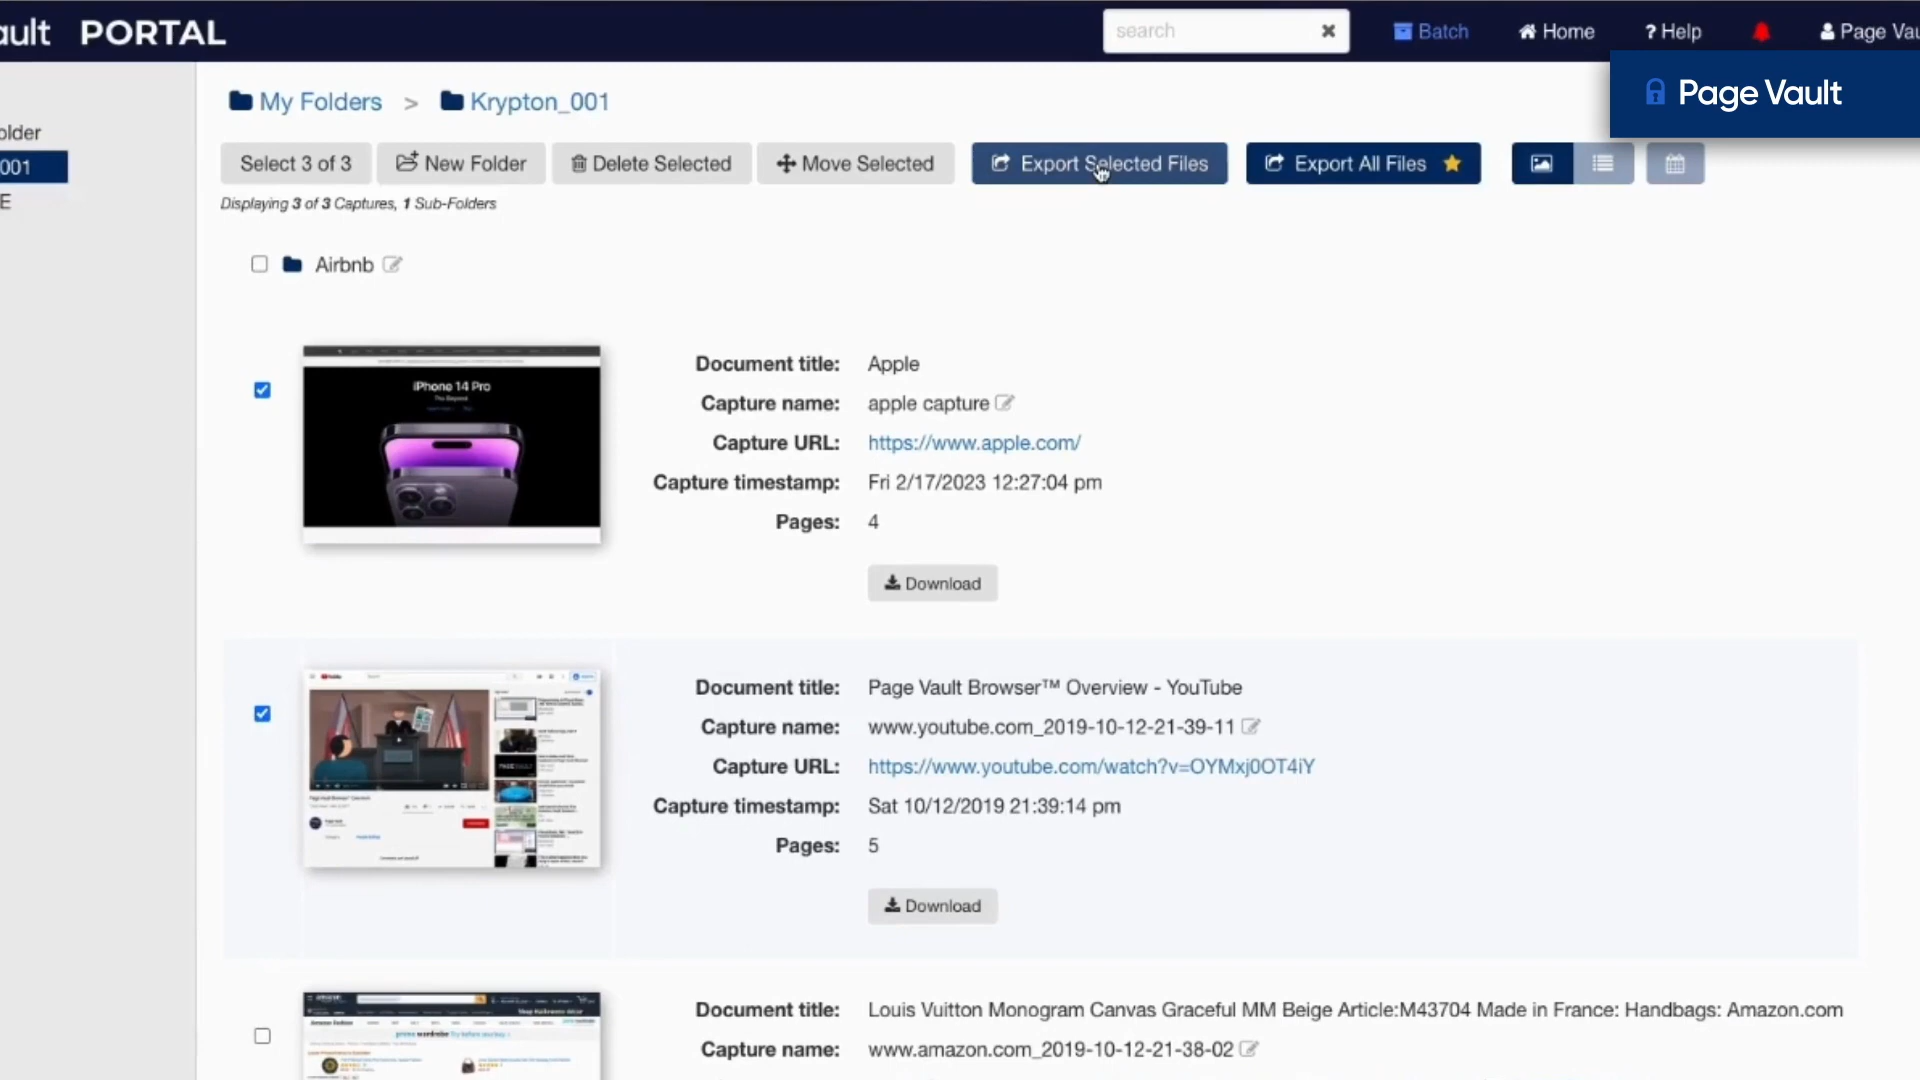 ault PORTAL
search
Batch
Home
? Help
Page Vau
Page Vault
older
001
E
My Folders > Krypton_001
Select 3 of 3
New Folder
Delete Selected
Move Selected
Export Selected Files
Export All Files
Displaying 3 of 3 Captures, 1 Sub-Folders
Airbnb
iPhone 14 Pro
Document title: Apple
Capture name: apple capture
Capture URL: https://www.apple.com/
Capture timestamp: Fri 2/17/2023 12:27:04 pm
Pages: 4
Download
Document title: Page Vault Browser™ Overview - YouTube
Capture name: www.youtube.com_2019-10-12-21-39-11
Capture URL: https://www.youtube.com/watch?v=OYMxj0OT4iY
Capture timestamp: Sat 10/12/2019 21:39:14 pm
Pages: 5
Download
Document title: Louis Vuitton Monogram Canvas Graceful MM Beige Article:M43704 Made in France: Handbags: Amazon.com
Capture name: www.amazon.com_2019-10-12-21-38-02